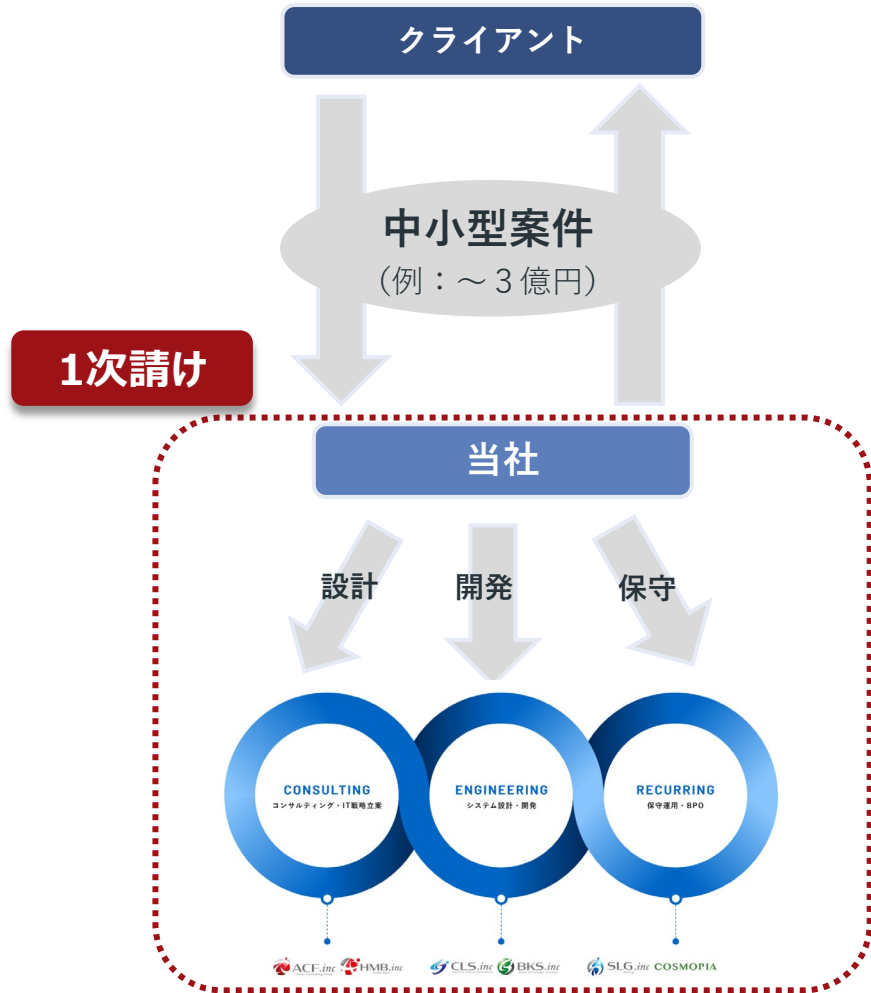 クライアント
中小型案件
（例：～３億円）
1次請け
当社
設計
開発
保守
CONSULTING
コンサルティング・IT戦略立案
ENGINEERING
システム設計・開発
RECURRING
保守運用・BPO
ACF.inc
HMB.inc
CLS.inc
BKS.inc
SLG.inc
COSMOPIA